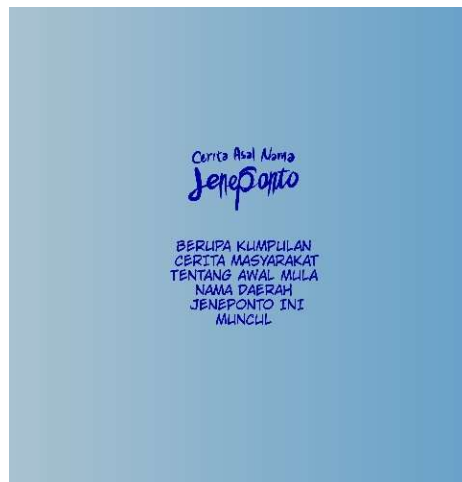 Cerita Asal Nama
Jeneponto
BERUPA KUMPULAN
CERITA MASYARAKAT
TENTANG AWAL MULA
NAMA DAERAH
JENEPONTO INI
MUNCUL